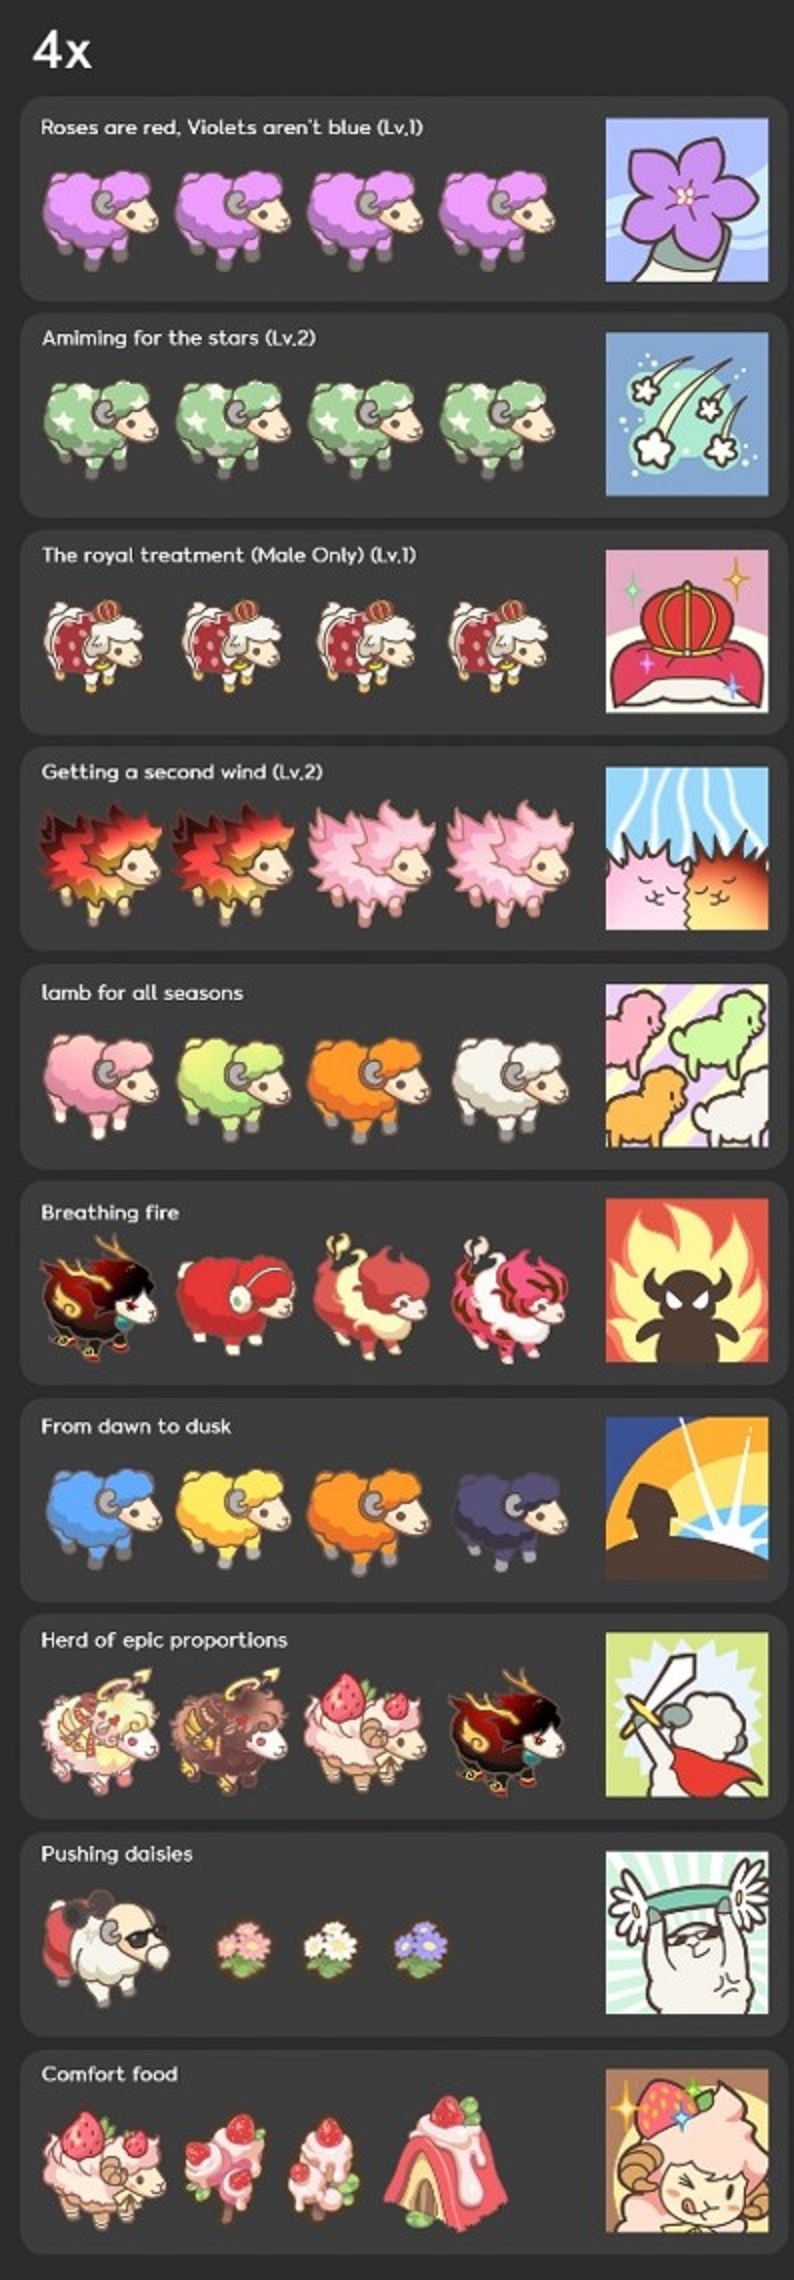 4x
Roses are red, Violets aren't blue (Lv.1)
Amiming for the stars (Lv.2)
The royal treatment (Male Only) (Lv.1)
Getting a second wind (Lv.2)
lamb for all seasons
Breathing fire
From dawn to dusk
Herd of epic proportions
Pushing daisies
Comfort food